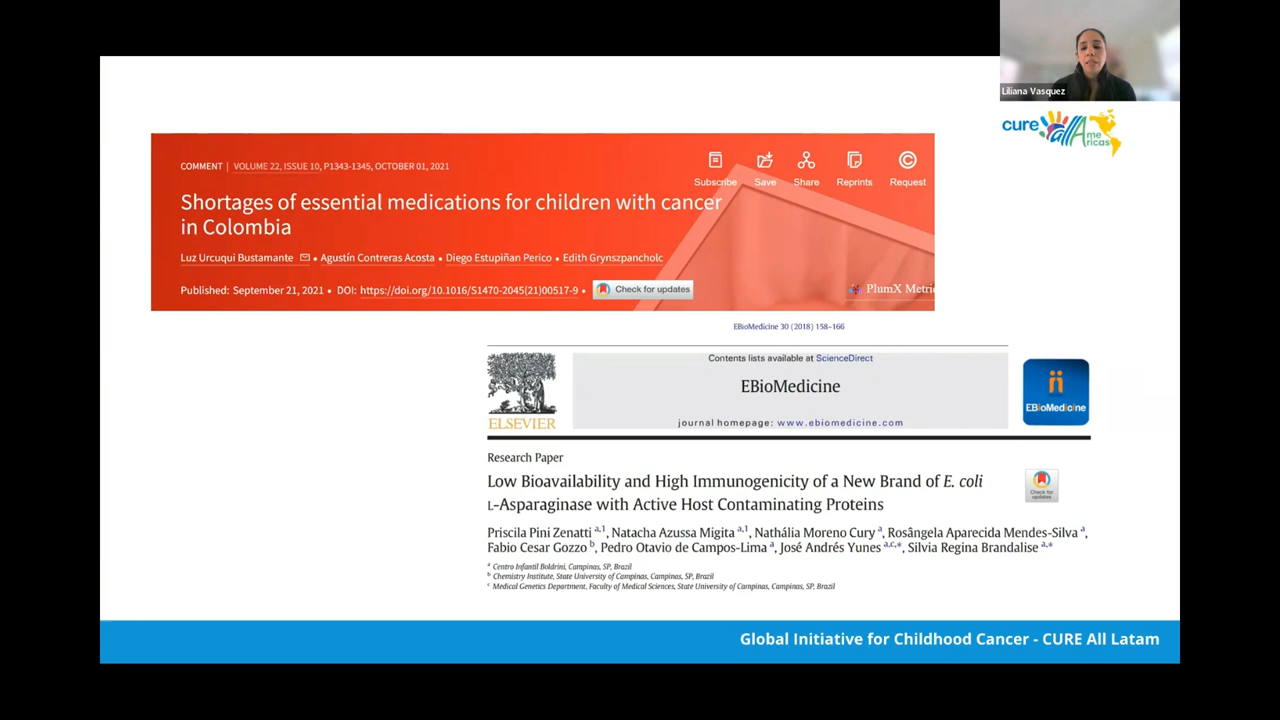 Liliana Vasquez
cure all Americas
COMMENT | VOLUME 22, ISSUE 10, P1343-1345, OCTOBER 01, 2021
Subscribe Save Share Reprints Request
Shortages of essential medications for children with cancer
in Colombia
Luz Urcuqui Bustamante • Agustín Contreras Acosta • Diego Estupiñan Perico • Edith Grynszpancholc
Published: September 21, 2021 • DOI: https://doi.org/10.1016/S1470-2045(21)00517-9 • Check for updates
PlumX Metri
EBioMedicine 30 (2018) 158–166
Contents lists available at ScienceDirect
EBioMedicine
journal homepage: www.ebiomedicine.com
ELSEVIER
EBioMedicine
Research Paper
Low Bioavailability and High Immunogenicity of a New Brand of E. coli
L-Asparaginase with Active Host Contaminating Proteins
Check for
updates
Priscila Pini Zenatti a,1, Natacha Azussa Migita a,1, Nathália Moreno Cury a, Rosângela Aparecida Mendes-Silva a,
Fabio Cesar Gozzo b, Pedro Otavio de Campos-Lima a, José Andrés Yunes a,c,*, Silvia Regina Brandalise a,*
a Centro Infantil Boldrini, Campinas, SP, Brazil
b Chemistry Institute, State University of Campinas, Campinas, SP, Brazil
c Medical Genetics Department, Faculty of Medical Sciences, State University of Campinas, Campinas, SP, Brazil
Global Initiative for Childhood Cancer - CURE All Latam